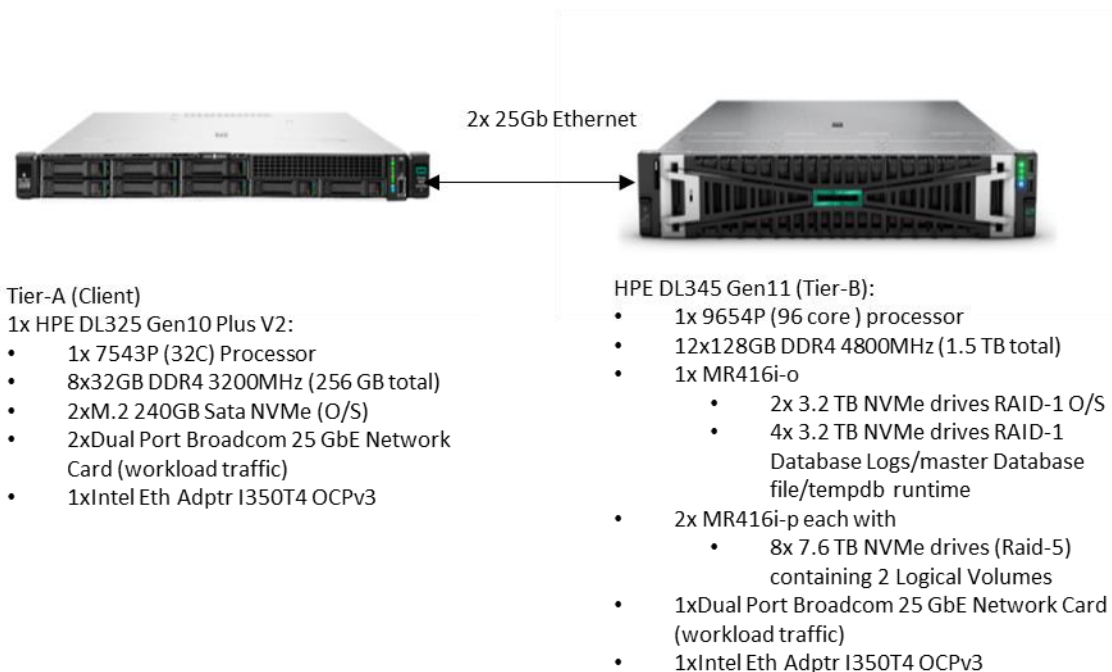 2x 25Gb Ethernet
Tier-A (Client)
1x HPE DL325 Gen10 Plus V2:
• 1x 7543P (32C) Processor
• 8x32GB DDR4 3200MHz (256 GB total)
• 2xM.2 240GB Sata NVMe (O/S)
• 2xDual Port Broadcom 25 GbE Network
Card (workload traffic)
• 1xIntel Eth Adptr I350T4 OCPv3
HPE DL345 Gen11 (Tier-B):
• 1x 9654P (96 core ) processor
• 12x128GB DDR4 4800MHz (1.5 TB total)
• 1x MR416i-o
• 2x 3.2 TB NVMe drives RAID-1 O/S
• 4x 3.2 TB NVMe drives RAID-1
Database Logs/master Database
file/tempdb runtime
• 2x MR416i-p each with
• 8x 7.6 TB NVMe drives (Raid-5)
containing 2 Logical Volumes
• 1xDual Port Broadcom 25 GbE Network Card
(workload traffic)
• 1xIntel Eth Adptr I350T4 OCPv3